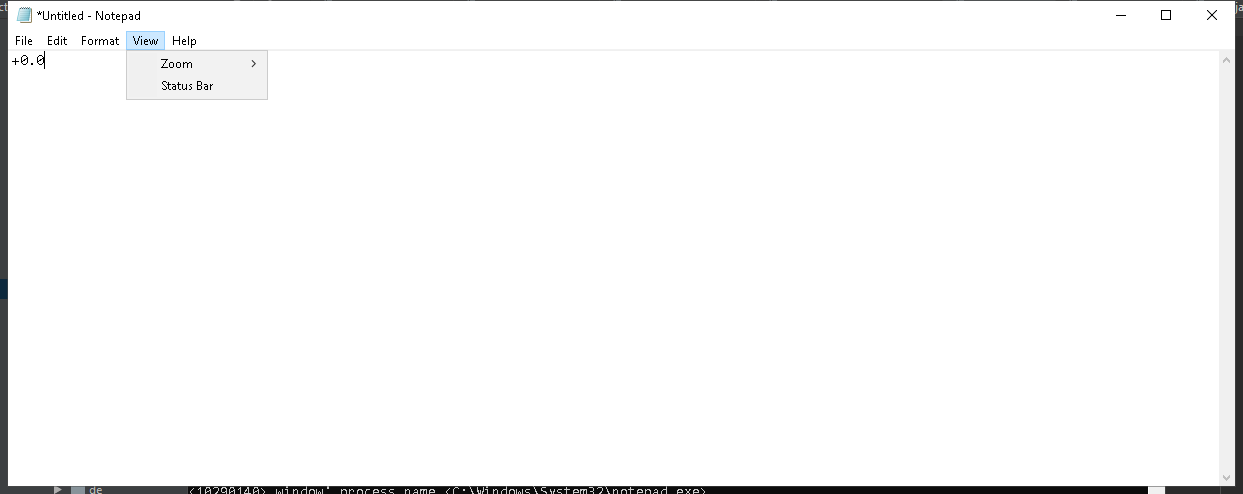 *Untitled - Notepad
File Edit Format View Help
+0.0
Zoom
Status Bar
de <10290140> window' process name <C:\Windows\System32\notepad.exe>